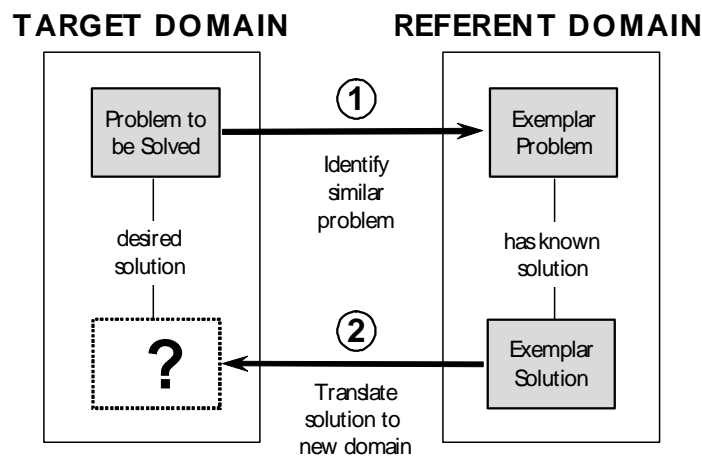 TARGET DOMAIN
REFERENT DOMAIN
Problem to
be Solved
1
Exemplar
Problem
Identify
similar
problem
desired
solution
has known
solution
?
2
Exemplar
Solution
Translate
solution to
new domain